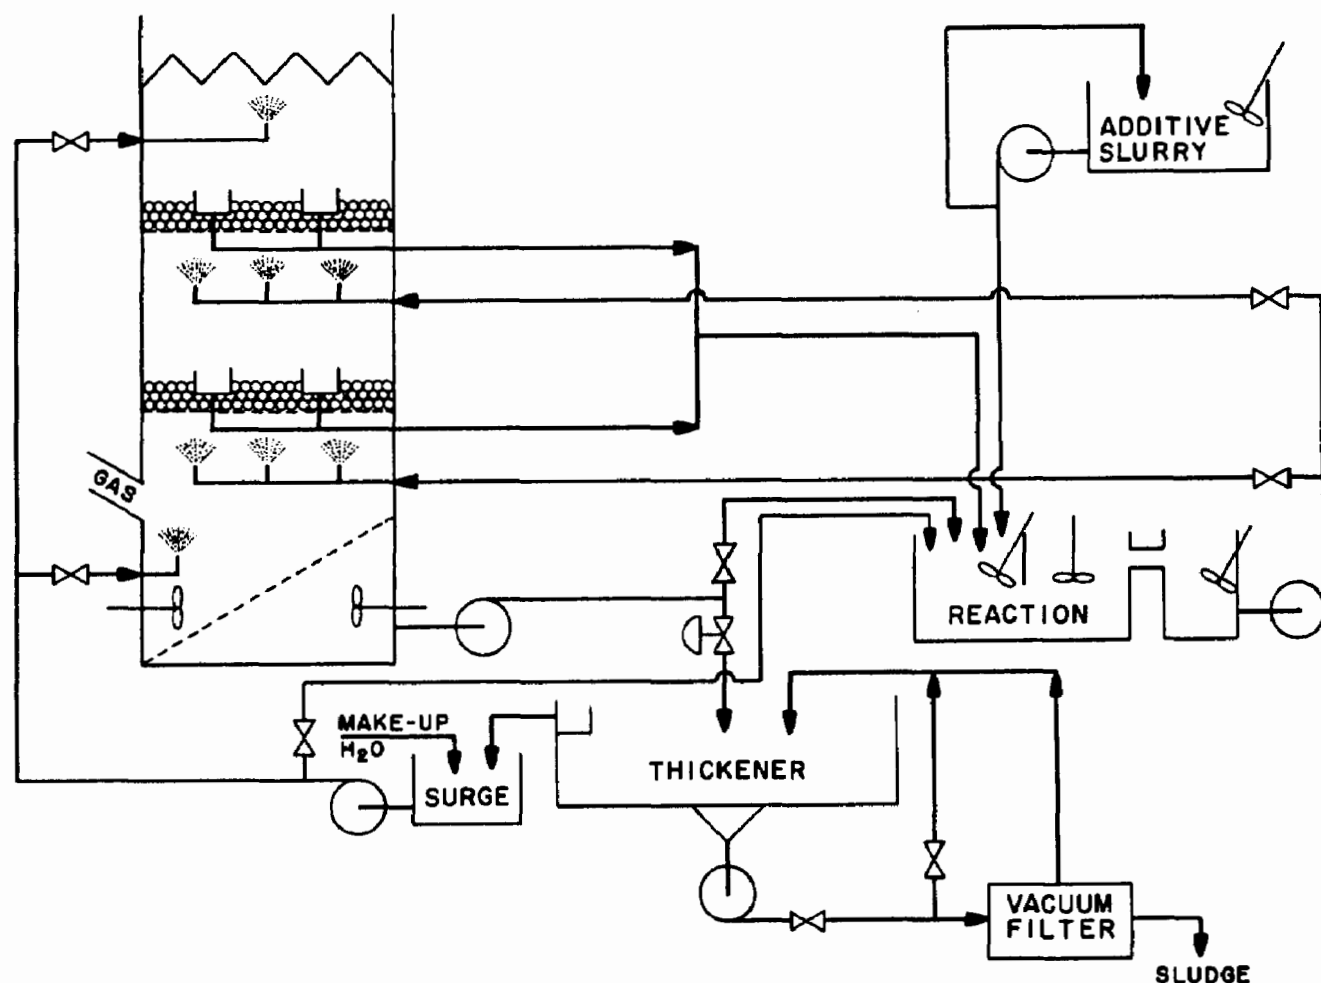 ADDITIVE
SLURRY
GAS
REACTION
MAKE-UP
H₂O
SURGE
THICKENER
VACUUM
FILTER
SLUDGE